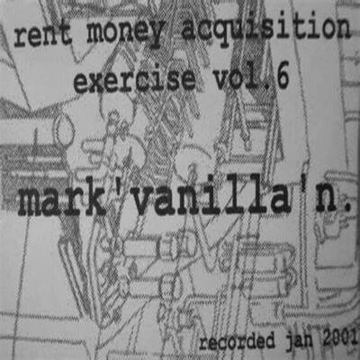 rent money acquisition
exercise vol.6
mark'vanilla'n.
recorded jan 2001